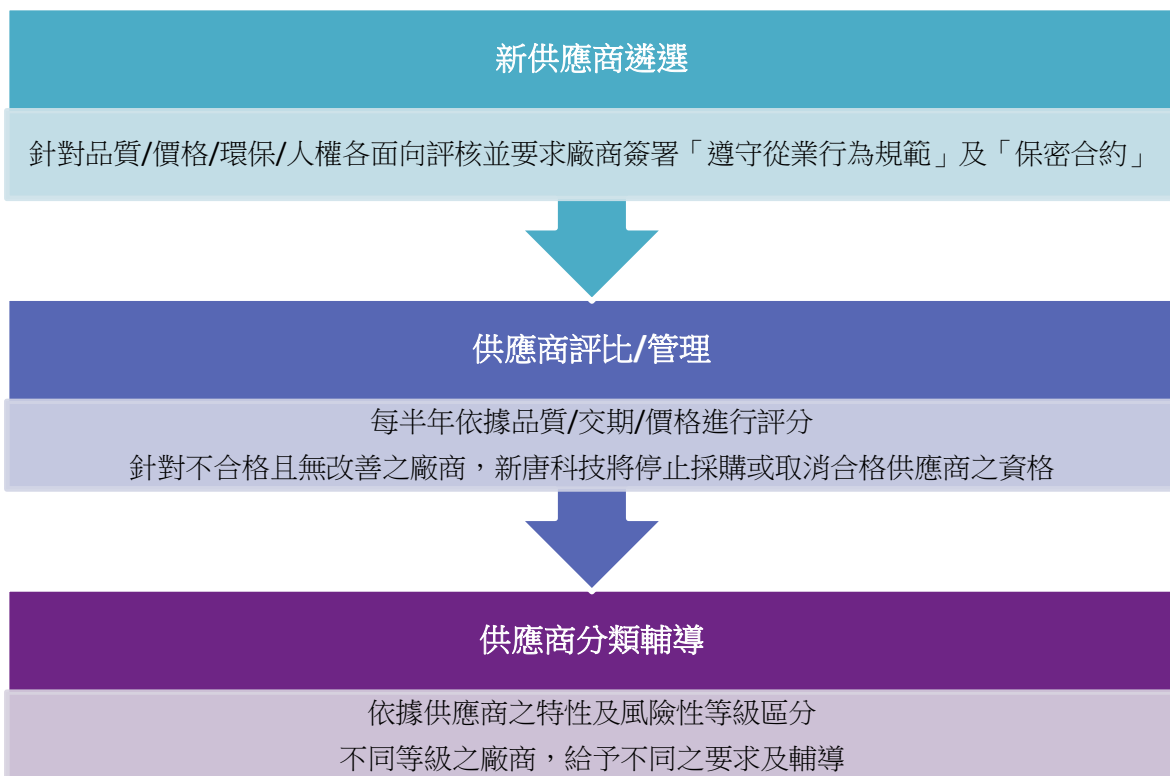 新供應商遴選
針對品質/價格/環保/人權各面向評核並要求廠商簽署「遵守從業行為規範」及「保密合約」
供應商評比/管理
每半年依據品質/交期/價格進行評分
針對不合格且無改善之廠商，新唐科技將停止採購或取消合格供應商之資格
供應商分類輔導
依據供應商之特性及風險性等級區分
不同等級之廠商，給予不同之要求及輔導